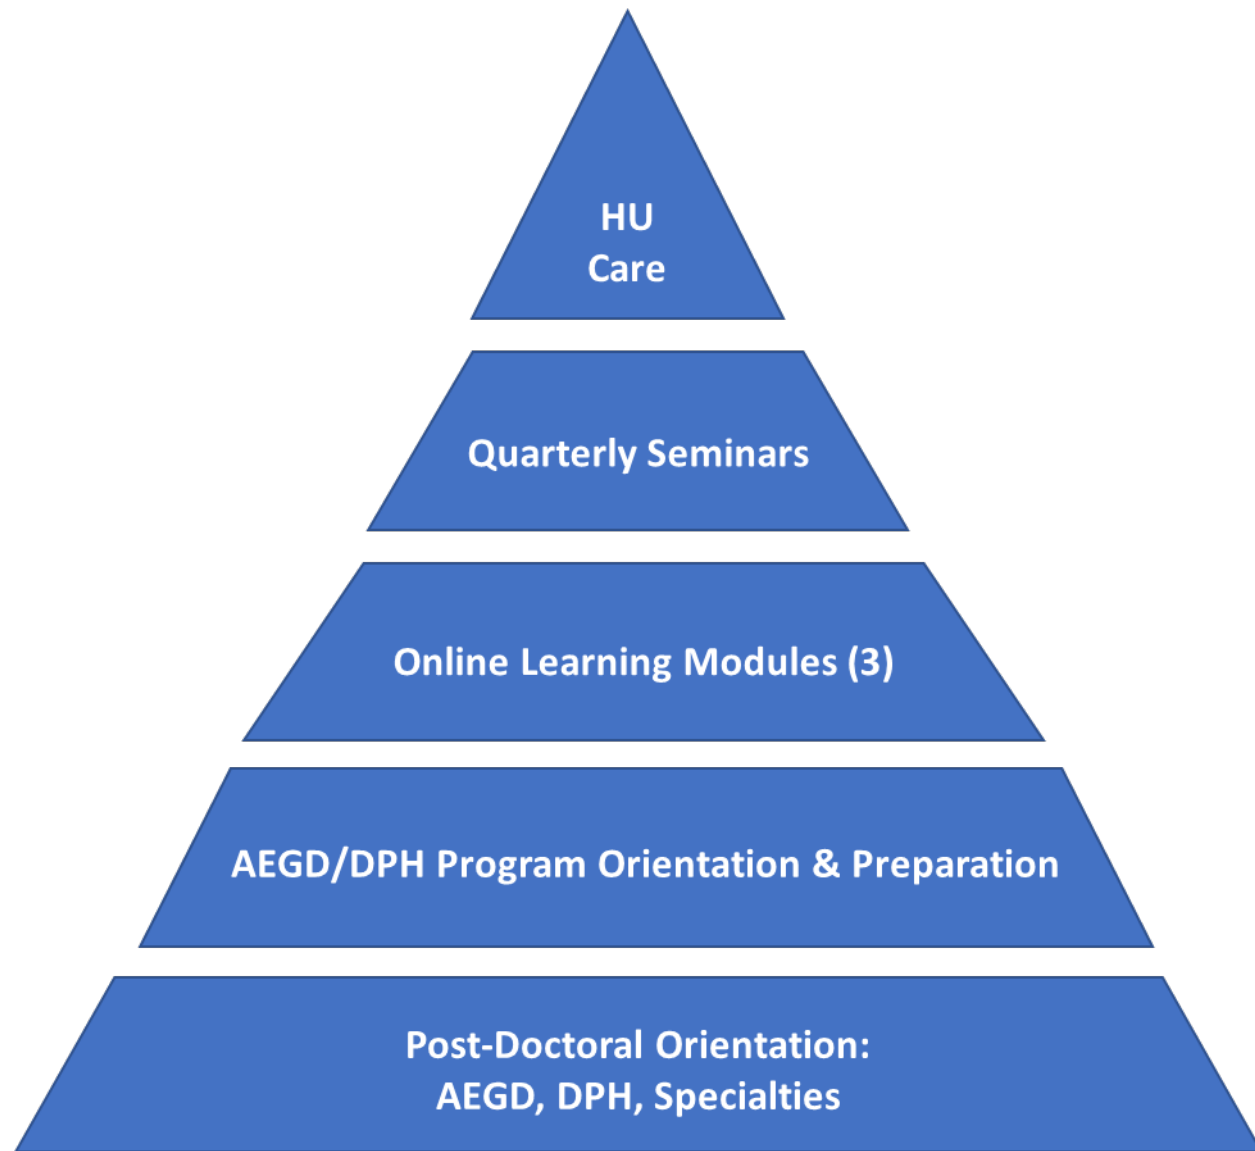 HU
Care
Quarterly Seminars
Online Learning Modules (3)
AEGD/DPH Program Orientation & Preparation
Post-Doctoral Orientation:
AEGD, DPH, Specialties